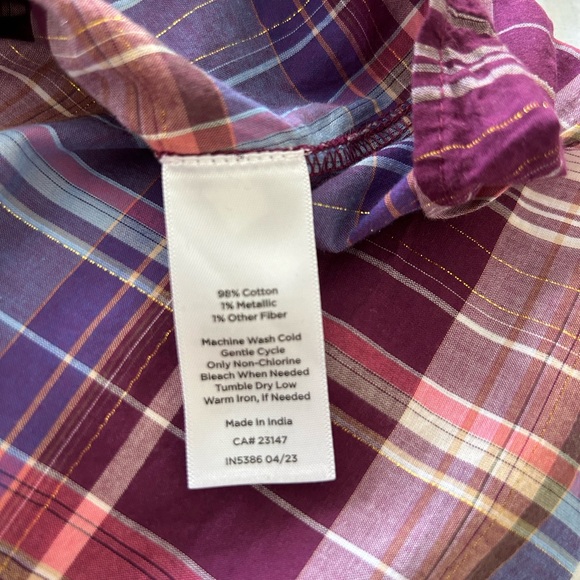 98% Cotton
1% Metallic
1% Other Fiber
Machine Wash Cold
Gentle Cycle
Only Non-Chlorine
Bleach When Needed
Tumble Dry Low
Warm Iron, if Needed
Made in India
CA# 23147
IN5386 04/23